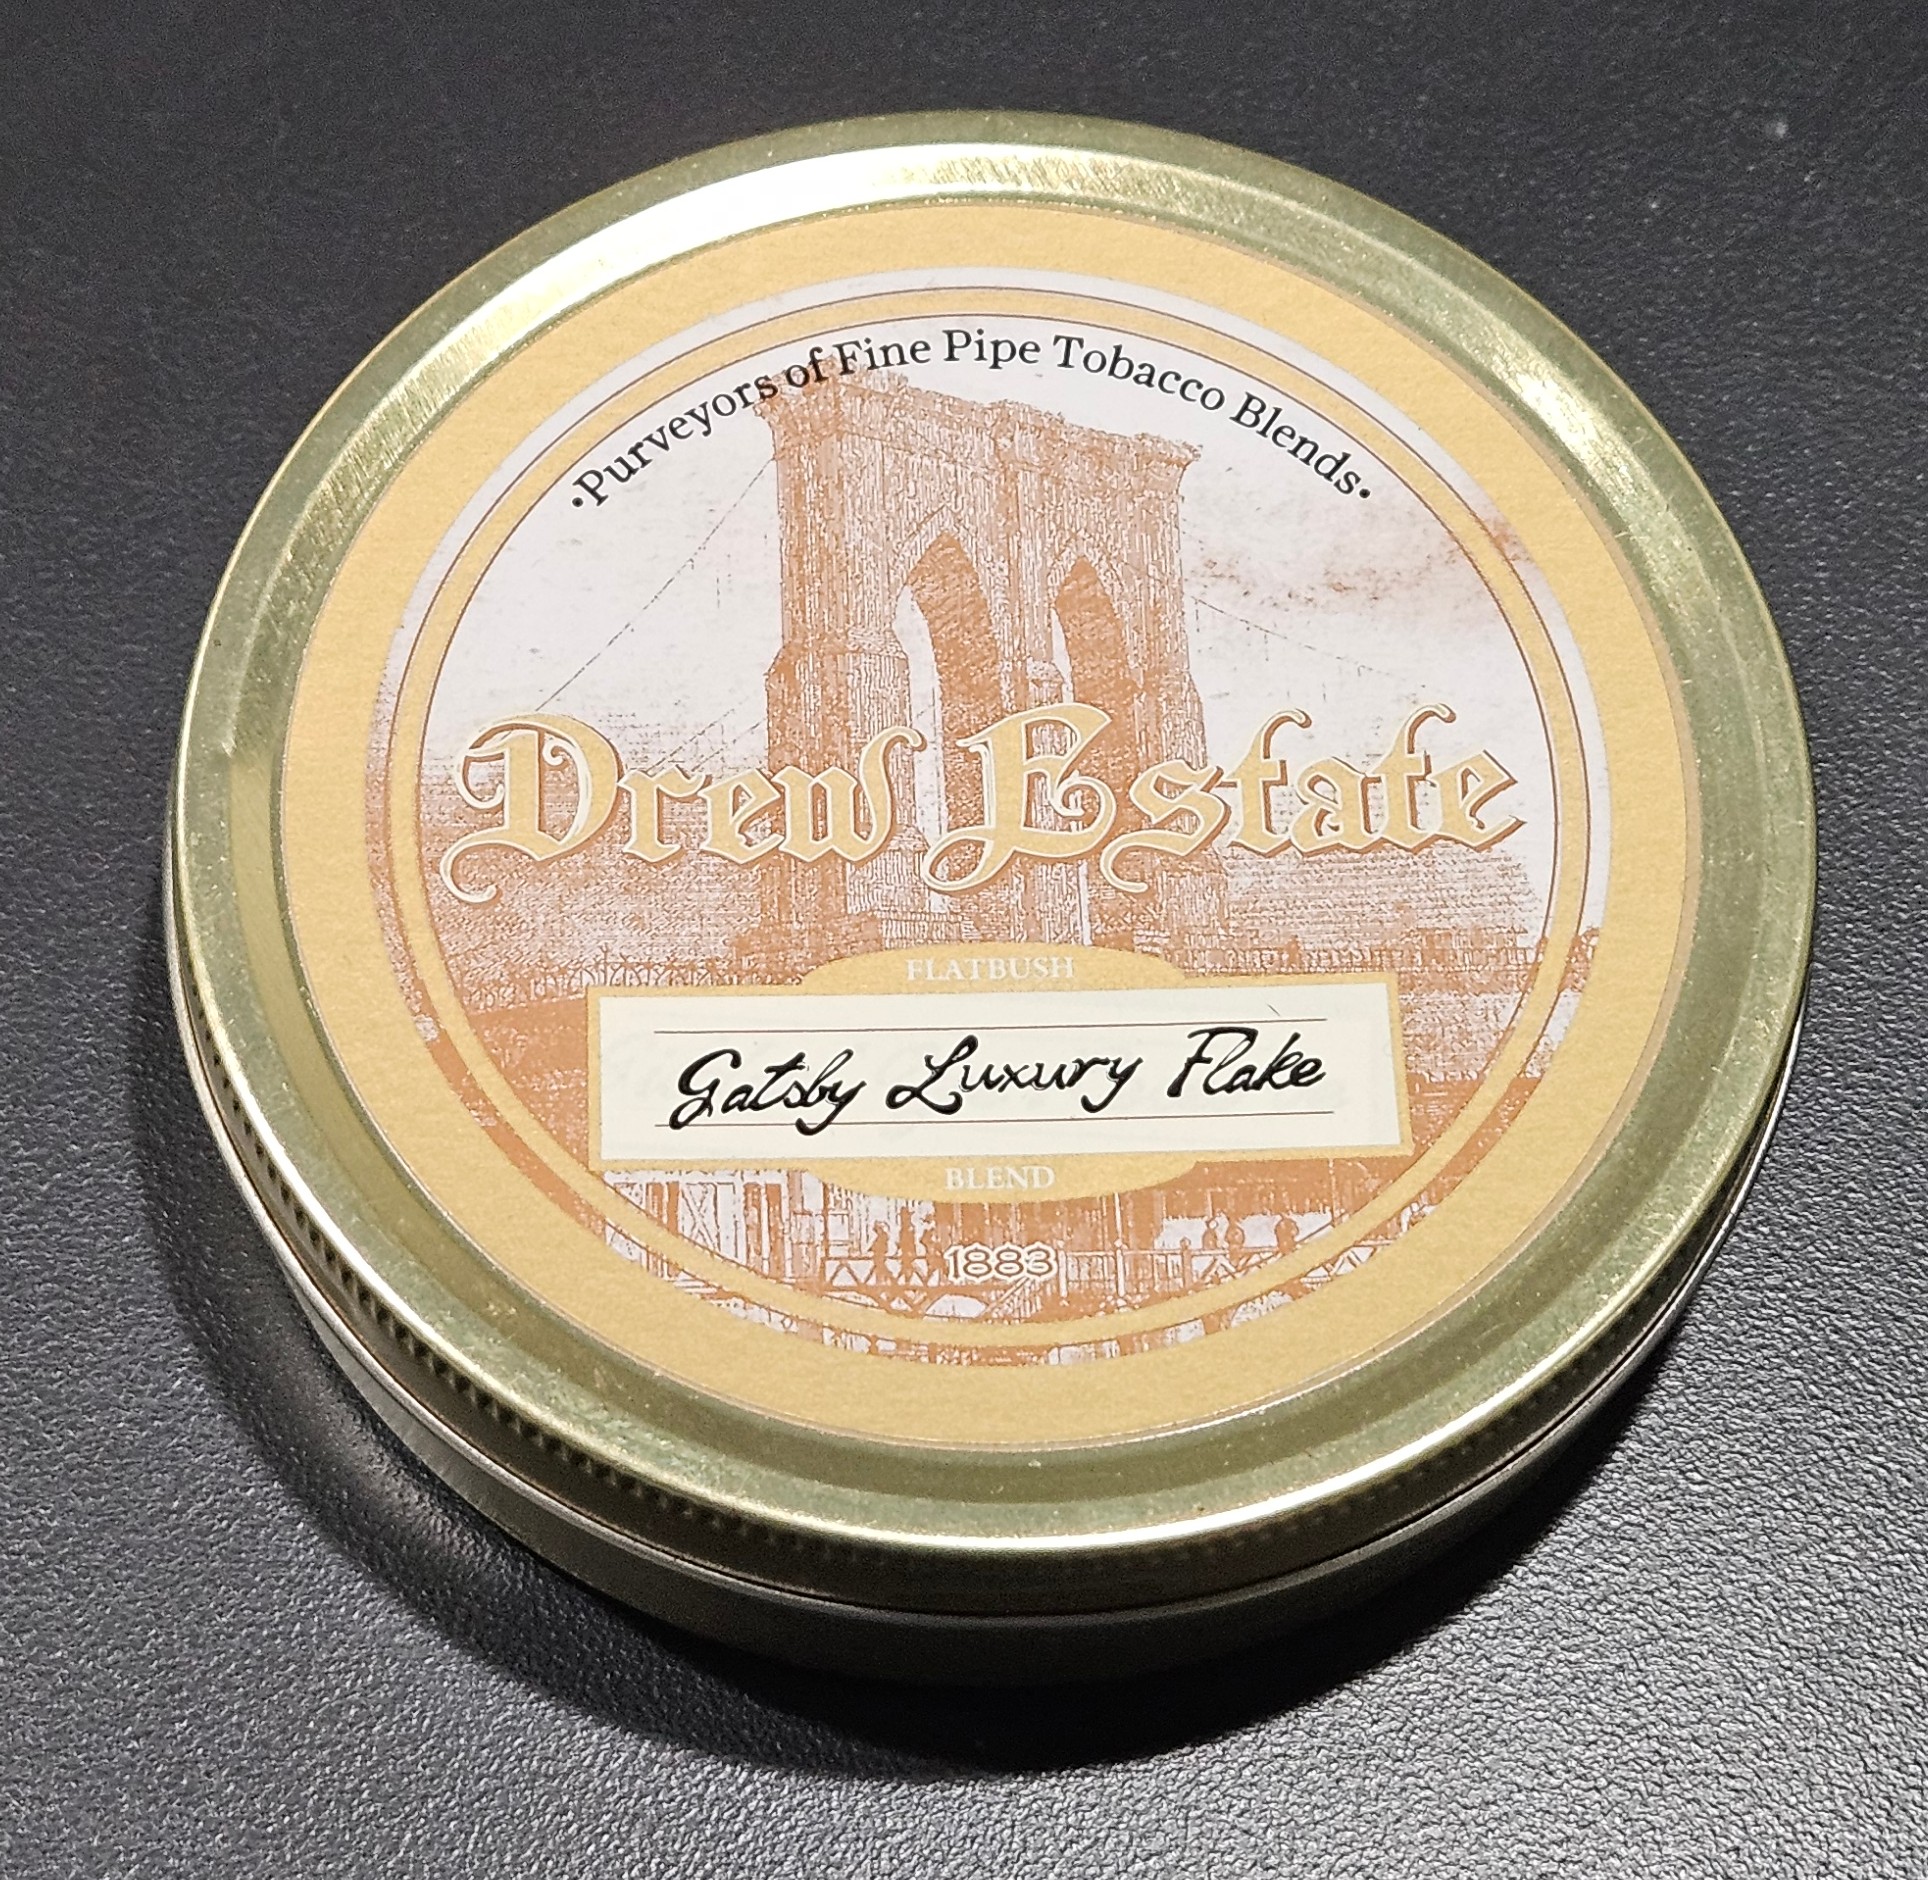 ·Purveyors of Fine Pipe Tobacco Blends·
Drew Estate
FLATBUSH
Gatsby Luxury Flake
BLEND
1883